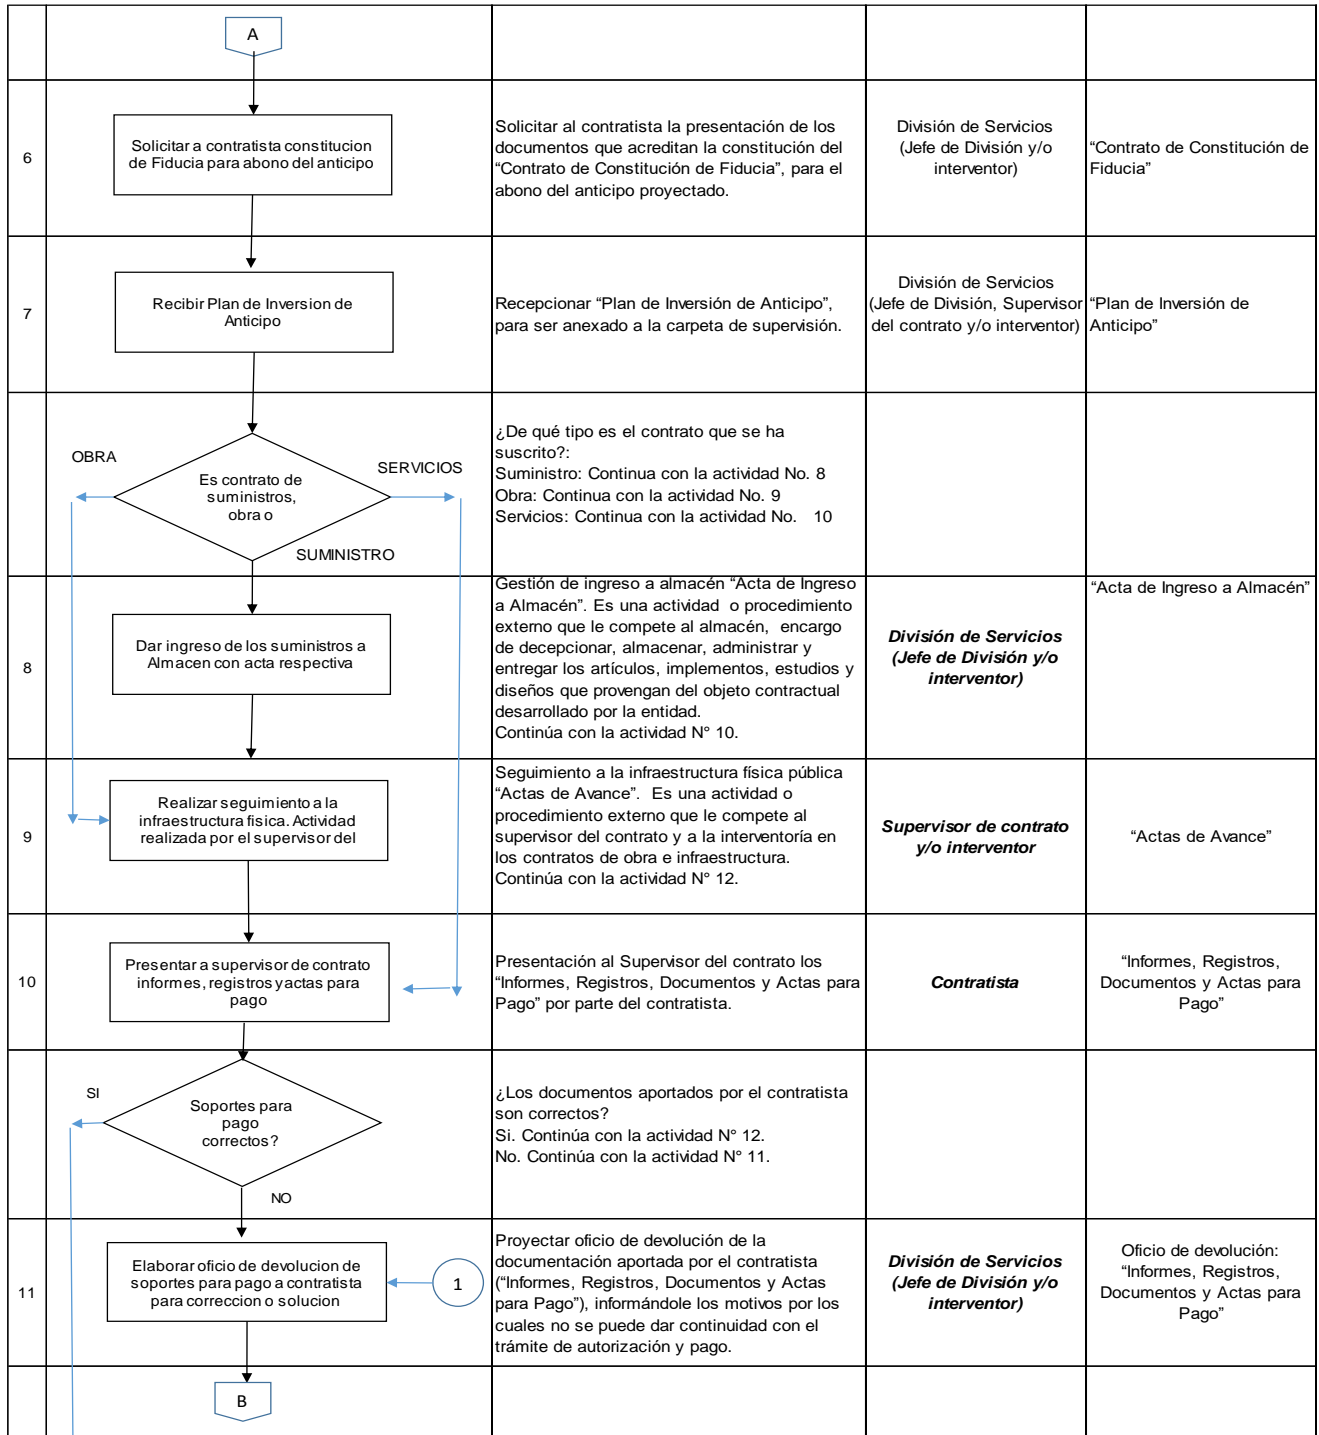 A
6
Solicitar a contratista constitucion
de Fiducia para abono del anticipo
Solicitar al contratista la presentación de los
documentos que acreditan la constitución del
“Contrato de Constitución de Fiducia”, para el
abono del anticipo proyectado.
División de Servicios
(Jefe de División y/o
interventor)
“Contrato de Constitución de
Fiducia”
7
Recibir Plan de Inversion de
Anticipo
Recepcionar “Plan de Inversión de Anticipo”,
para ser anexado a la carpeta de supervisión.
División de Servicios
(Jefe de División, Supervisor
del contrato y/o interventor)
“Plan de Inversión de
Anticipo”
OBRA
SERVICIOS
Es contrato de
suministros,
obra o
SUMINISTRO
¿De qué tipo es el contrato que se ha
suscrito?:
Suministro: Continua con la actividad No. 8
Obra: Continua con la actividad No. 9
Servicios: Continua con la actividad No. 10
8
Dar ingreso de los suministros a
Almacen con acta respectiva
Gestión de ingreso a almacén “Acta de Ingreso
a Almacén”. Es una actividad o procedimiento
externo que le compete al almacén, encargo
de decepcionar, almacenar, administrar y
entregar los artículos, implementos, estudios y
diseños que provengan del objeto contractual
desarrollado por la entidad.
Continúa con la actividad N° 10.
División de Servicios
(Jefe de División y/o
interventor)
“Acta de Ingreso a Almacén”
9
Realizar seguimiento a la
infraestructura fisica. Actividad
realizada por el supervisor del
Seguimiento a la infraestructura física pública
“Actas de Avance”. Es una actividad o
procedimiento externo que le compete al
supervisor del contrato y a la interventoría en
los contratos de obra e infraestructura.
Continúa con la actividad N° 12.
Supervisor de contrato
y/o interventor
“Actas de Avance”
10
Presentar a supervisor de contrato
informes, registros y actas para
pago
Presentación al Supervisor del contrato los
“Informes, Registros, Documentos y Actas para
Pago” por parte del contratista.
Contratista
“Informes, Registros,
Documentos y Actas para
Pago”
SI
Soportes para
pago
correctos?
NO
¿Los documentos aportados por el contratista
son correctos?
Si. Continúa con la actividad N° 12.
No. Continúa con la actividad N° 11.
11
Elaborar oficio de devolucion de
soportes para pago a contratista
para correccion o solucion
1
Proyectar oficio de devolución de la
documentación aportada por el contratista
(“Informes, Registros, Documentos y Actas
para Pago”), informándole los motivos por los
cuales no se puede dar continuidad con el
trámite de autorización y pago.
División de Servicios
(Jefe de División y/o
interventor)
Oficio de devolución:
“Informes, Registros,
Documentos y Actas para
Pago”
B